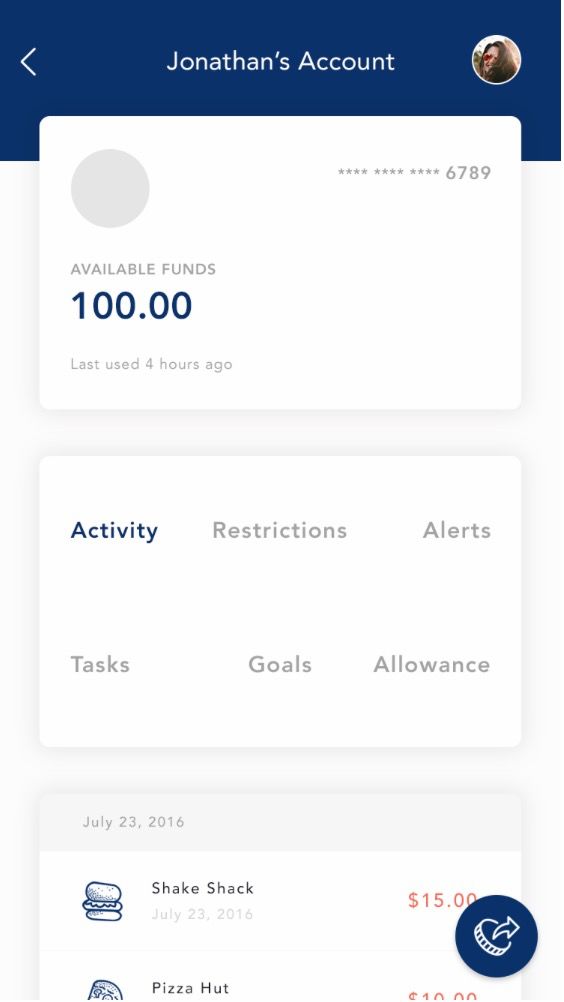 Jonathan's Account
**** **** **** 6789
AVAILABLE FUNDS
100.00
Last used 4 hours ago
Activity Restrictions Alerts
Tasks Goals Allowance
July 23, 2016
Shake Shack
$15.00
July 23, 2016
Pizza Hut
$10.00